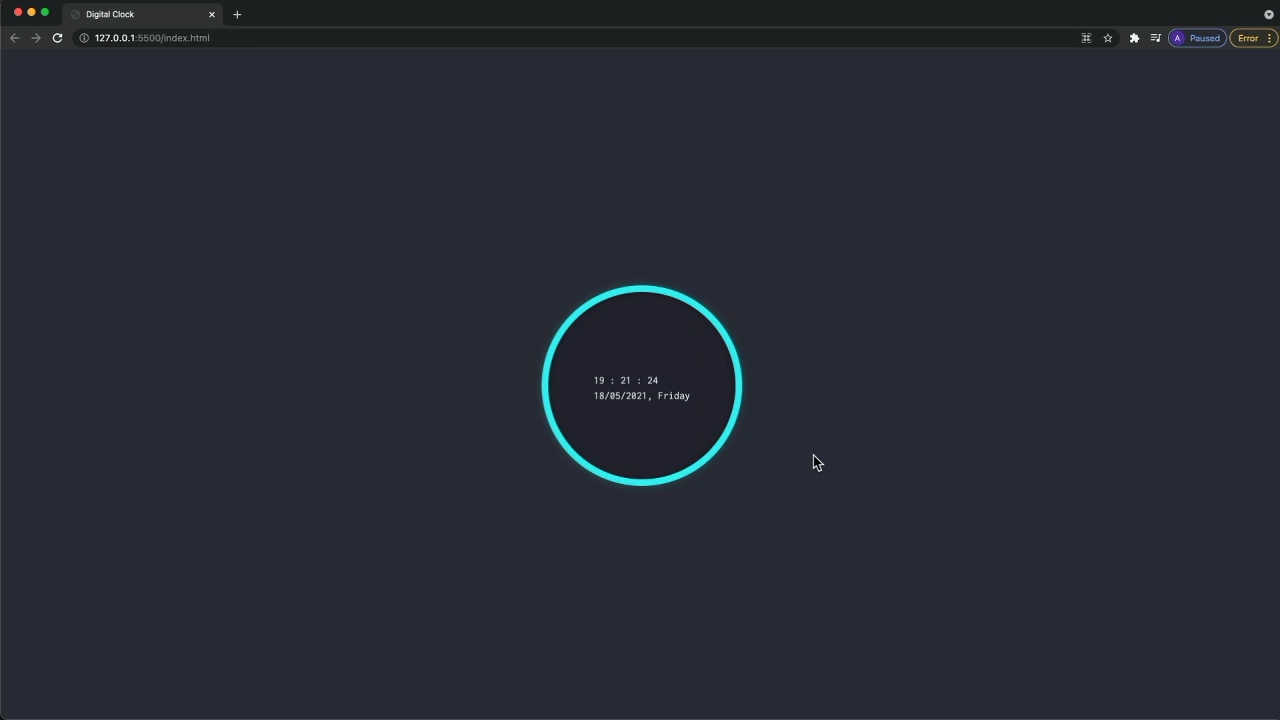 Digital Clock
127.0.0.1:5500/index.html
A Paused
Error
19 : 21 : 24
18/05/2021, Friday